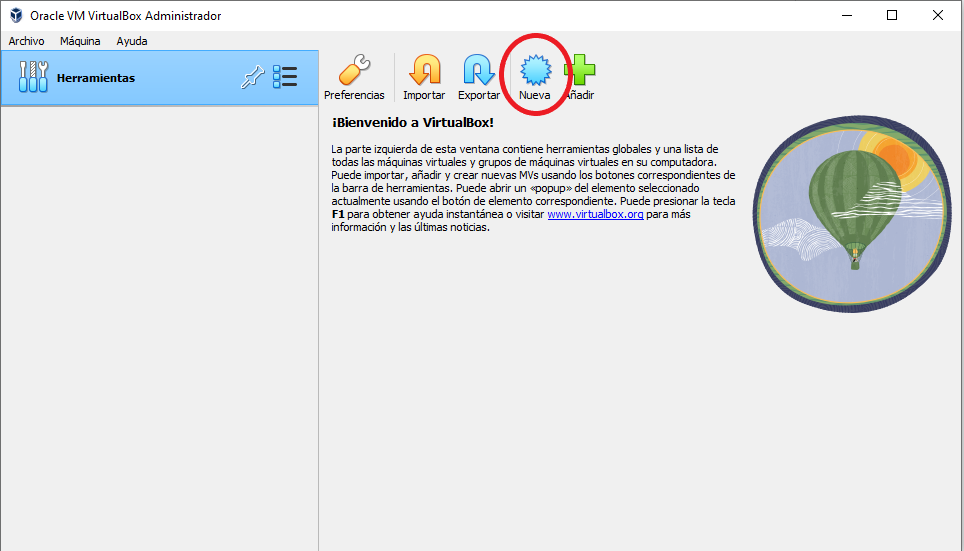 Oracle VM VirtualBox Administrador
Archivo Máquina Ayuda
Herramientas
Preferencias Importar Exportar Nueva Añadir
¡Bienvenido a VirtualBox!
La parte izquierda de esta ventana contiene herramientas globales y una lista de
todas las máquinas virtuales y grupos de máquinas virtuales en su computadora.
Puede importar, añadir y crear nuevas MVs usando los botones correspondientes de
la barra de herramientas. Puede abrir un «popup» del elemento seleccionado
actualmente usando el botón de elemento correspondiente. Puede presionar la tecla
F1 para obtener ayuda instantánea o visitar www.virtualbox.org para más
información y las últimas noticias.